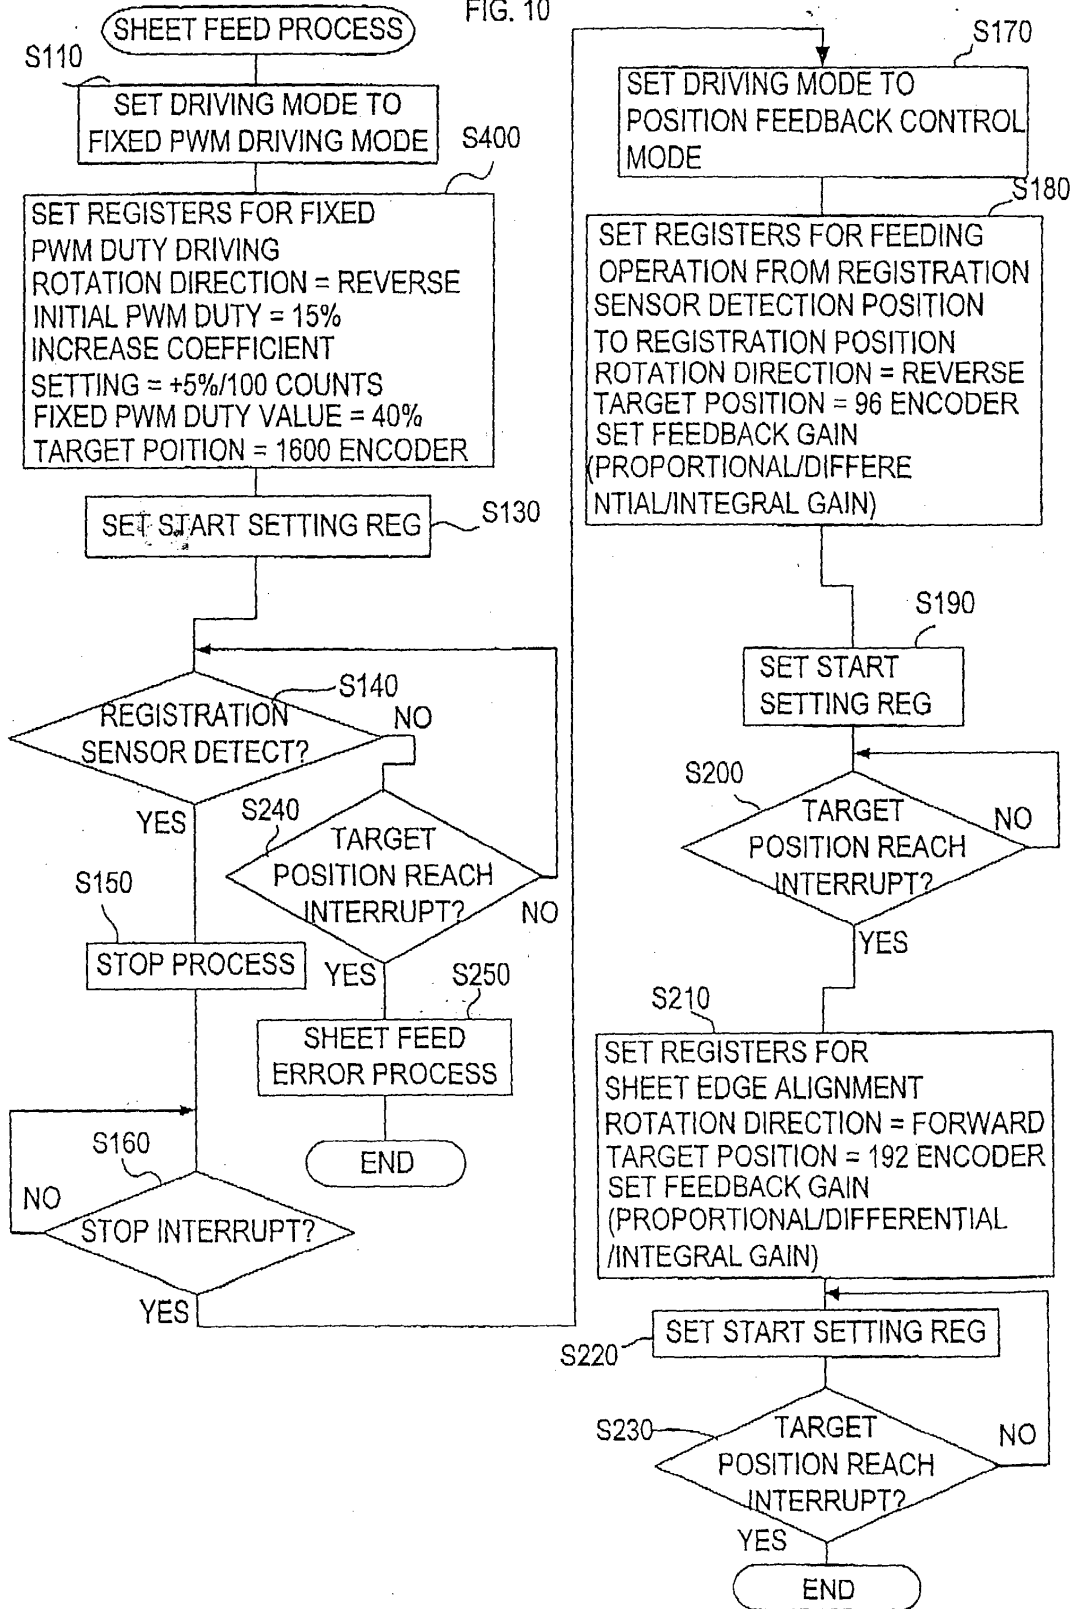 FIG. 10
SHEET FEED PROCESS
S110
SET DRIVING MODE TO
FIXED PWM DRIVING MODE
S400
SET REGISTERS FOR FIXED
PWM DUTY DRIVING
ROTATION DIRECTION = REVERSE
INITIAL PWM DUTY = 15%
INCREASE COEFFICIENT
SETTING = +5%/100 COUNTS
FIXED PWM DUTY VALUE = 40%
TARGET POITION = 1600 ENCODER
SET START SETTING REG
S130
S140
REGISTRATION
SENSOR DETECT?
NO
YES
S240
TARGET
POSITION REACH
INTERRUPT?
NO
YES
S150
STOP PROCESS
S250
SHEET FEED
ERROR PROCESS
END
S160
NO
STOP INTERRUPT?
YES
S170
SET DRIVING MODE TO
POSITION FEEDBACK CONTROL
MODE
S180
SET REGISTERS FOR FEEDING
OPERATION FROM REGISTRATION
SENSOR DETECTION POSITION
TO REGISTRATION POSITION
ROTATION DIRECTION = REVERSE
TARGET POSITION = 96 ENCODER
SET FEEDBACK GAIN
(PROPORTIONAL/DIFFERE
NTIAL/INTEGRAL GAIN)
S190
SET START
SETTING REG
S200
TARGET
POSITION REACH
INTERRUPT?
NO
YES
S210
SET REGISTERS FOR
SHEET EDGE ALIGNMENT
ROTATION DIRECTION = FORWARD
TARGET POSITION = 192 ENCODER
SET FEEDBACK GAIN
(PROPORTIONAL/DIFFERENTIAL
/INTEGRAL GAIN)
SET START SETTING REG
S220
S230
TARGET
POSITION REACH
INTERRUPT?
NO
YES
END